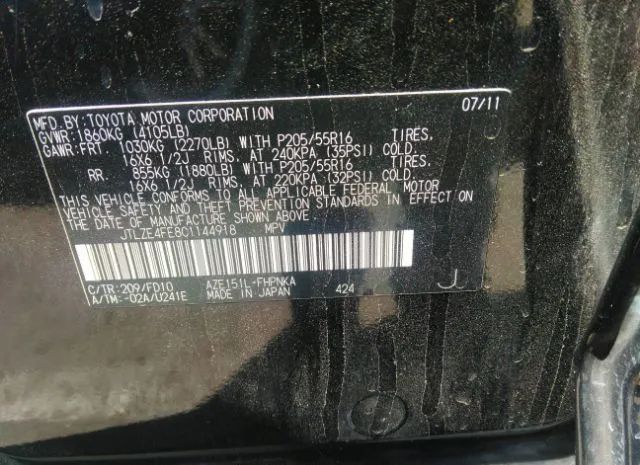 MFD. BY: TOYOTA MOTOR CORPORATION 07/11
GVWR: 1860KG (4105LB)
GAWR: FRT 1030KG (2270LB) WITH P205/55R16 TIRES.
16X6 1/2J RIMS. AT 240KPA (35PSI) COLD.
RR 855KG (1880LB) WITH P205/55R16 TIRES.
16X6 1/2J RIMS. AT 220KPA (32PSI) COLD.
THIS VEHICLE CONFORMS TO ALL APPLICABLE FEDERAL MOTOR
VEHICLE SAFETY AND THEFT PREVENTION STANDARDS IN EFFECT ON
THE DATE OF MANUFACTURE SHOWN ABOVE.
JTLZE4FE8C1144918 MPV
C/TR: 209/FD10 AZE151L-FHPNKA
A/TM: -02A/U241E MADE IN JAPAN 424 J